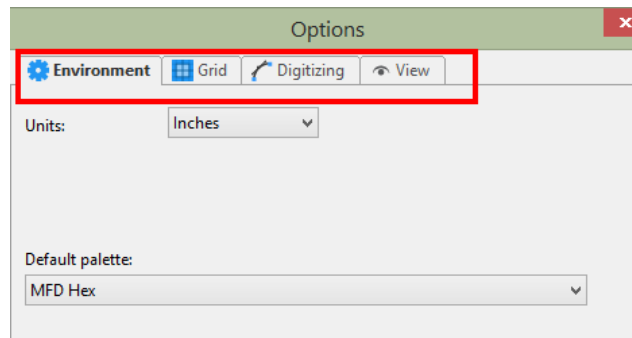 Options
Environment Grid Digitizing View
Units: Inches
Default palette:
MFD Hex